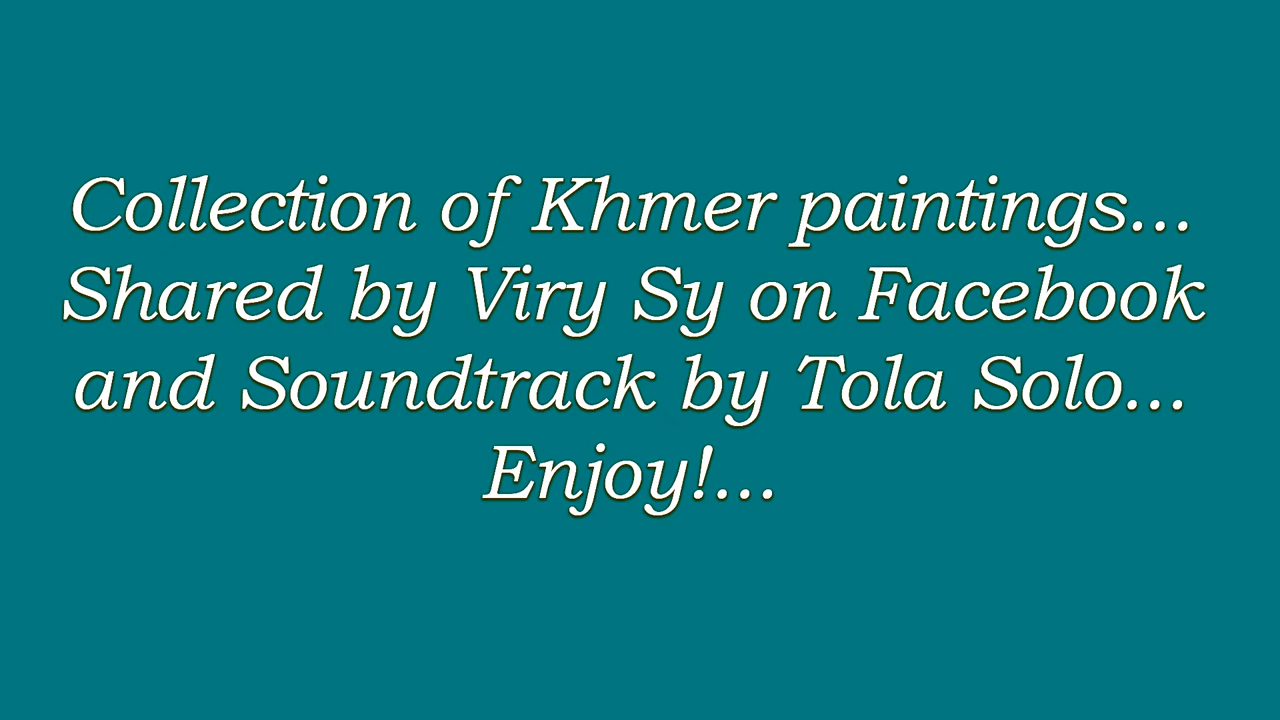 Collection of Khmer paintings...
Shared by Viry Sy on Facebook
and Soundtrack by Tola Solo...
Enjoy!...